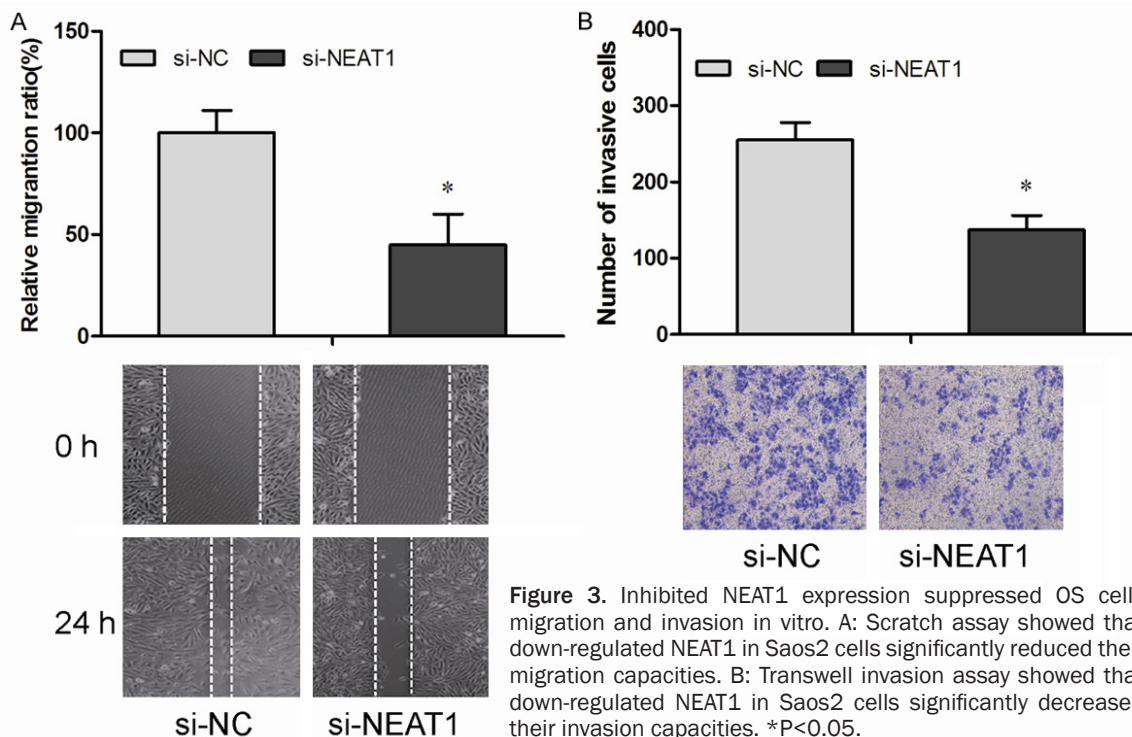 A
150
100
50
0
Relative migrantion ratio(%)
si-NC
si-NEAT1
*
0 h
24 h
si-NC
si-NEAT1
B
400
300
200
100
0
Number of invasive cells
si-NC
si-NEAT1
*
si-NC
si-NEAT1
Figure 3. Inhibited NEAT1 expression suppressed OS cell
migration and invasion in vitro. A: Scratch assay showed tha
down-regulated NEAT1 in Saos2 cells significantly reduced the
migration capacities. B: Transwell invasion assay showed tha
down-regulated NEAT1 in Saos2 cells significantly decrease
their invasion capacities. *P<0.05.